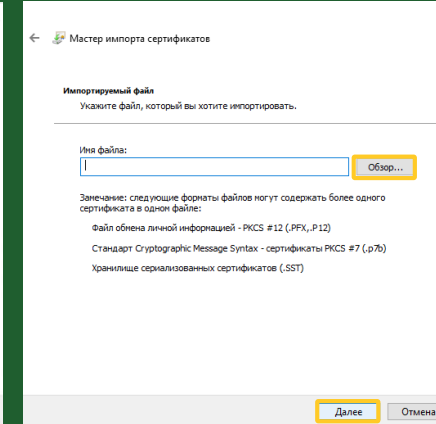 Мастер импорта сертификатов
Импортируемый файл
Укажите файл, который вы хотите импортировать.
Имя файла:
Обзор...
Замечание: следующие форматы файлов могут содержать более одного
сертификата в одном файле:
Файл обмена личной информацией - PKCS #12 (.PFX,.P12)
Стандарт Cryptographic Message Syntax - сертификаты PKCS #7 (.p7b)
Хранилище сериализованных сертификатов (.SST)
Далее
Отмена